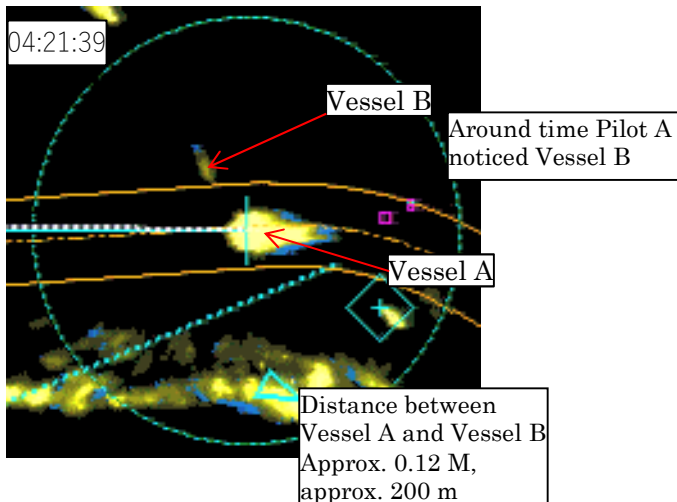 04:21:39
Vessel B
Around time Pilot A
noticed Vessel B
Vessel A
Distance between
Vessel A and Vessel B
Approx. 0.12 M,
approx. 200 m